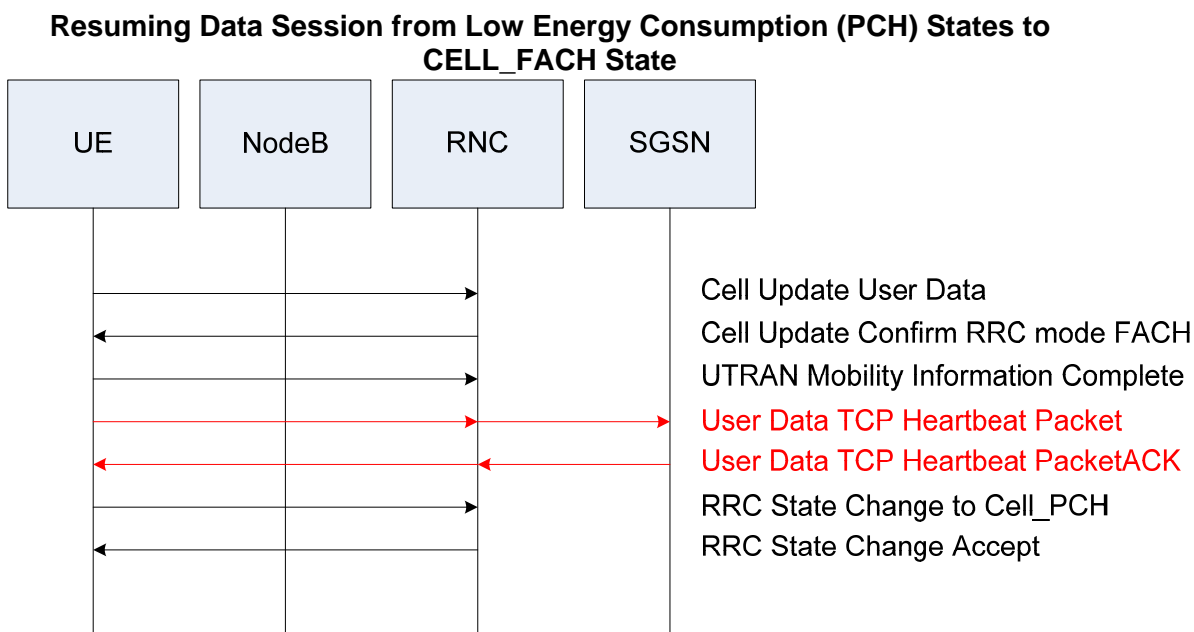 Resuming Data Session from Low Energy Consumption (PCH) States to
CELL_FACH State
UE
NodeB
RNC
SGSN
Cell Update User Data
Cell Update Confirm RRC mode FACH
UTRAN Mobility Information Complete
User Data TCP Heartbeat Packet
User Data TCP Heartbeat PacketACK
RRC State Change to Cell_PCH
RRC State Change Accept